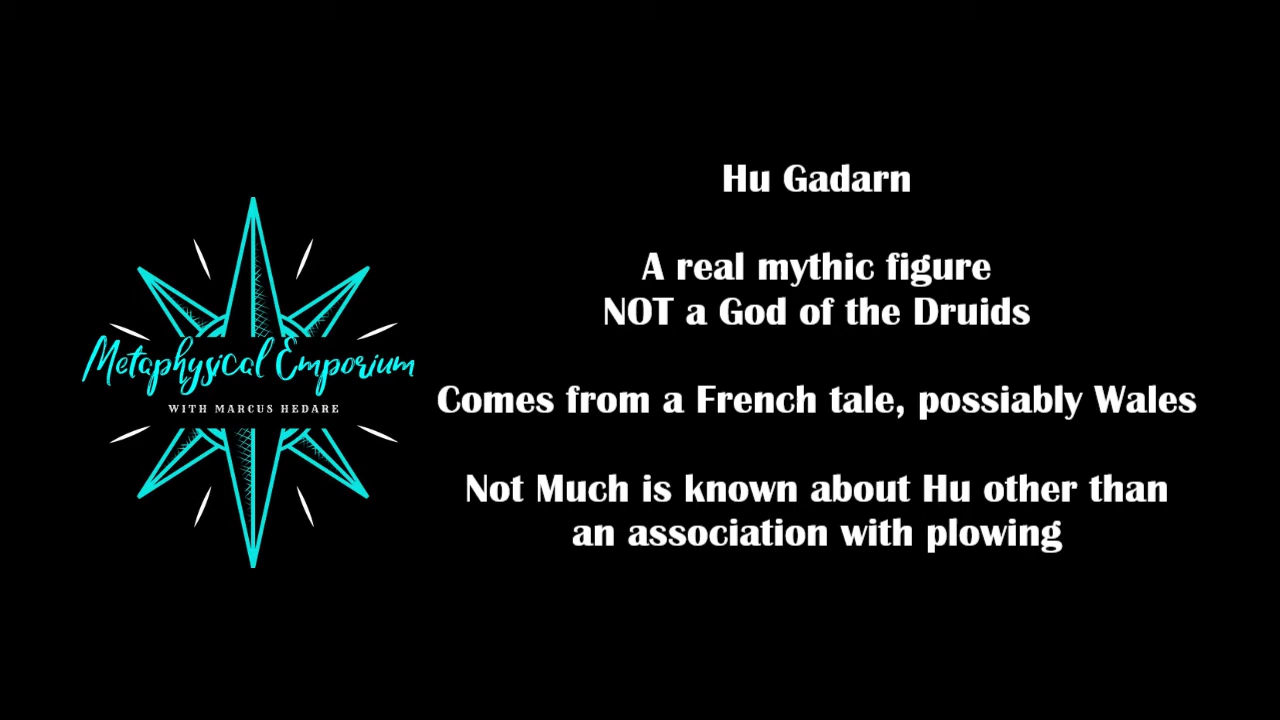 Metaphysical Emporium
WITH MARCUS HEDARE
Hu Gadarn
A real mythic figure
NOT a God of the Druids
Comes from a French tale, possiably Wales
Not Much is known about Hu other than
an association with plowing